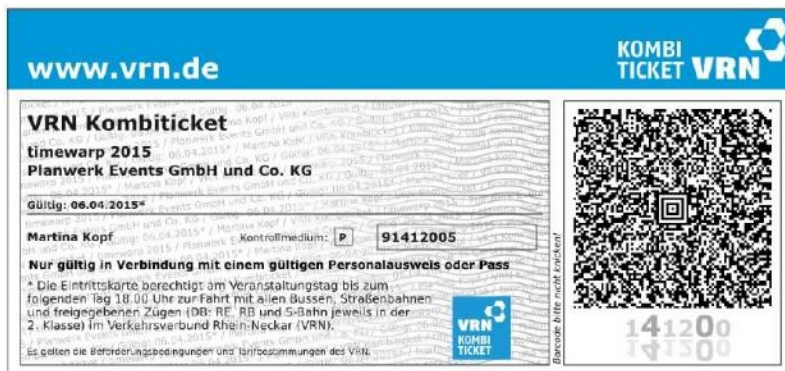 www.vrn.de
KOMBI
TICKET VRN
VRN Kombiticket
timewarp 2015
Planwerk Events GmbH und Co. KG
Gültig: 06.04.2015*
Martina Kopf Kontrollmedium: P 91412005
Nur gültig in Verbindung mit einem gültigen Personalausweis oder Pass
* Die Eintrittskarte berechtigt am Veranstaltungstag bis zum
folgenden Tag 18.00 Uhr zur Fahrt mit allen Bussen, Straßenbahnen
und freigegebenen Zügen (DB: RE, RB und S-Bahn jeweils in der
2. Klasse) im Verkehrsverbund Rhein-Neckar (VRN).
Es gelten die Beförderungsbedingungen und Tarifbestimmungen des VRN.
VRN
KOMBI
TICKET
Barcode bitte nicht knicken!
141200